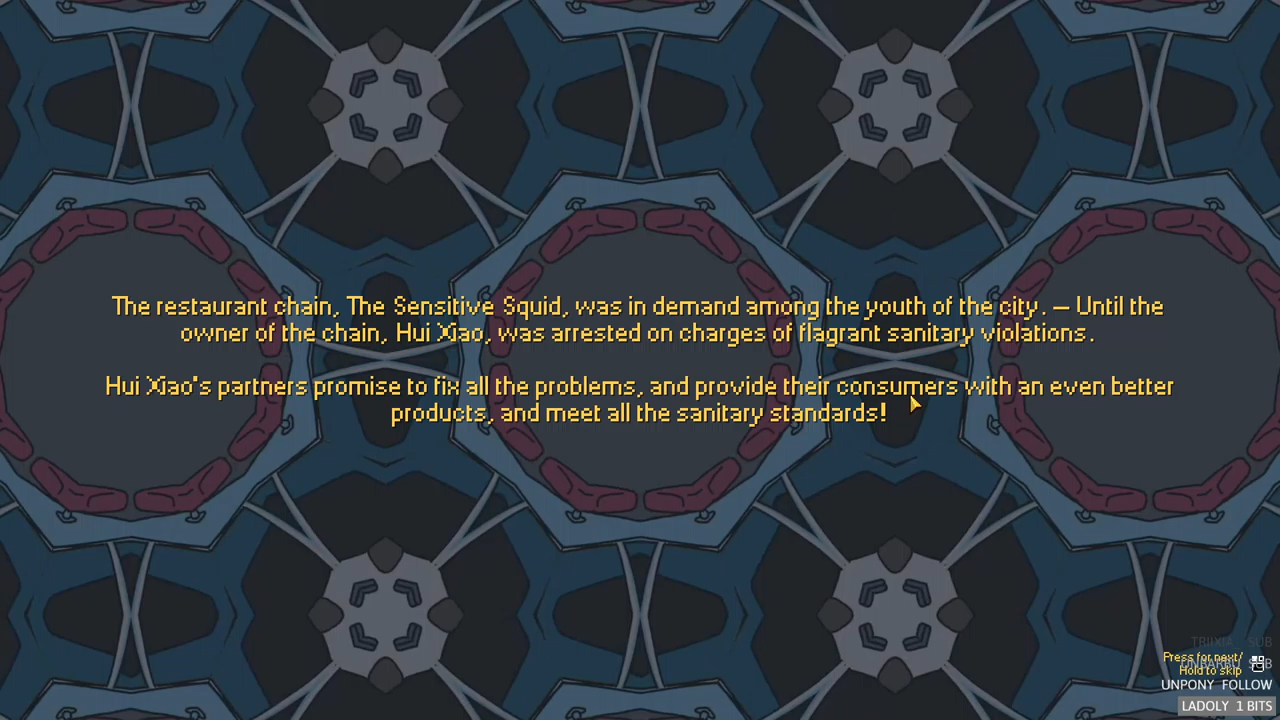 The restaurant chain, The Sensitive Squid, was in demand among the youth of the city. — Until the
owner of the chain, Hui Xiao, was arrested on charges of flagrant sanitary violations.
Hui Xiao's partners promise to fix all the problems, and provide their consumers with an even better
products, and meet all the sanitary standards!
TRIIXIA SUB
Press for next/
SUB
Hold to skip
UNPONY FOLLOW
LADOLY 1 BITS